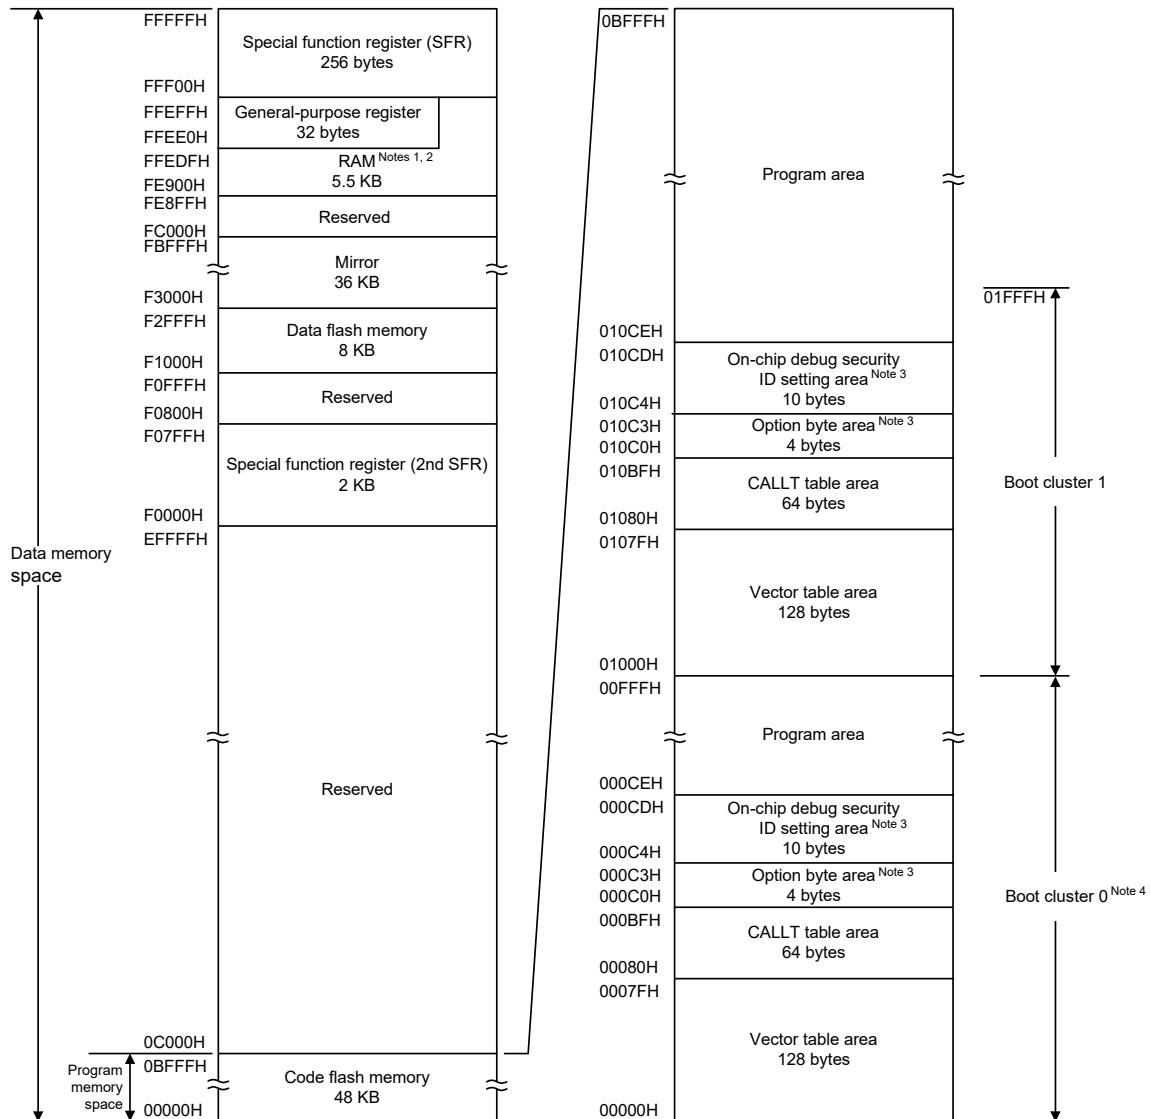 FFFFFH
Special function register (SFR)
256 bytes
FFF00H
FFEFFH
General-purpose register
32 bytes
FFEE0H
FFEDFH
RAM Notes 1, 2
5.5 KB
FE900H
FE8FFH
Reserved
FC000H
FBFFFH
Mirror
36 KB
F3000H
F2FFFH
Data flash memory
8 KB
F1000H
F0FFFH
Reserved
F0800H
F07FFH
Special function register (2nd SFR)
2 KB
F0000H
EFFFFH
Data memory
space
Reserved
0C000H
0BFFFH
Program
memory
space
Code flash memory
48 KB
00000H
0BFFFH
Program area
01FFFH
010CEH
010CDH
On-chip debug security
ID setting area Note 3
10 bytes
010C4H
010C3H
Option byte area Note 3
4 bytes
010C0H
010BFH
CALLT table area
64 bytes
01080H
0107FH
Boot cluster 1
Vector table area
128 bytes
01000H
00FFFH
Program area
000CEH
000CDH
On-chip debug security
ID setting area Note 3
10 bytes
000C4H
000C3H
Option byte area Note 3
4 bytes
000C0H
000BFH
Boot cluster 0 Note 4
CALLT table area
64 bytes
00080H
0007FH
Vector table area
128 bytes
00000H